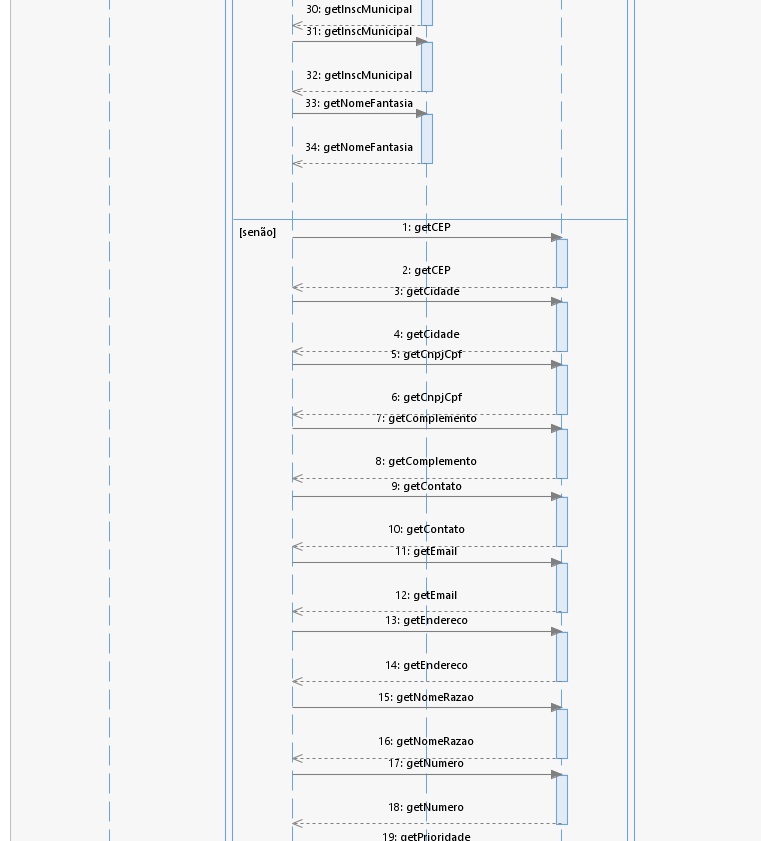 30: getInscMunicipal
31: getInscMunicipal
32: getInscMunicipal
33: getNomeFantasia
34: getNomeFantasia
1: getCEP
[senão]
2: getCEP
3: getCidade
4: getCidade
5: getCnpjCpf
6: getCnpjCpf
7: getComplemento
8: getComplemento
9: getContato
10: getContato
11: getEmail
12: getEmail
13: getEndereco
14: getEndereco
15: getNomeRazao
16: getNomeRazao
17: getNumero
18: getNumero
19: getPrioridade